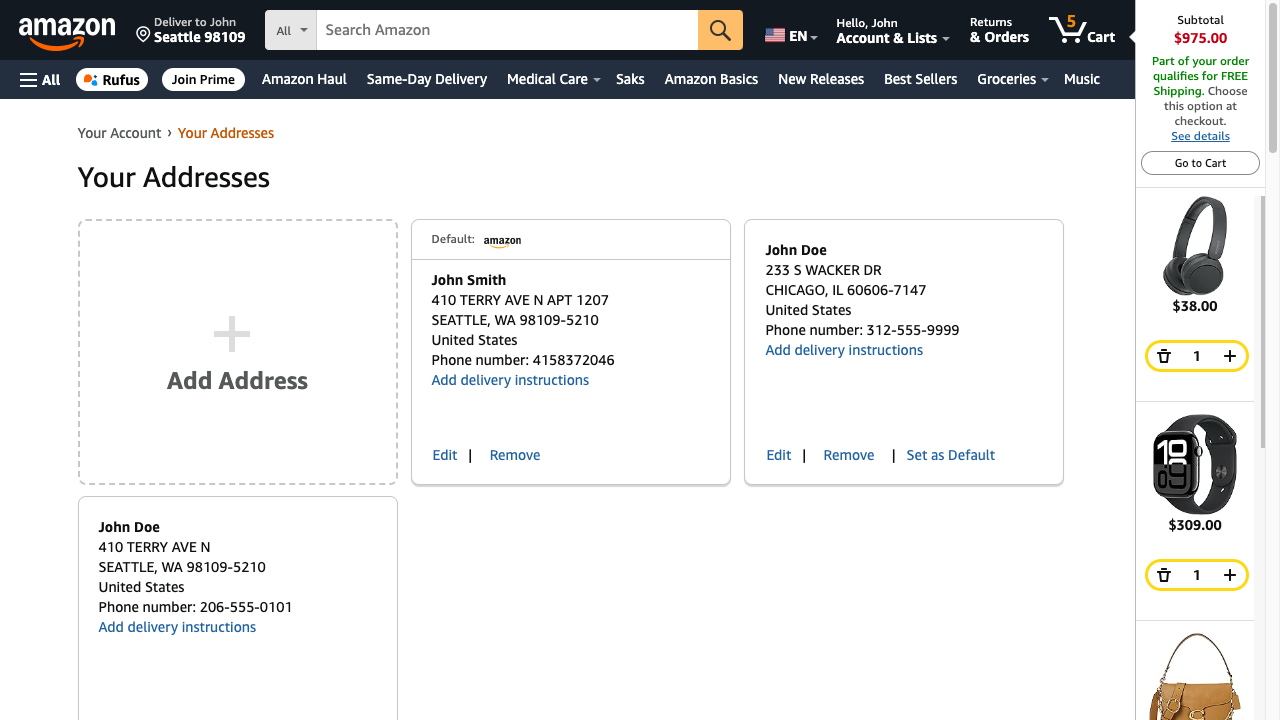 amazon
Deliver to John
Seattle 98109
All
Search Amazon
EN
Hello, John
Account & Lists
Returns
& Orders
5
Cart
All
Rufus
Join Prime
Amazon Haul
Same-Day Delivery
Medical Care
Saks
Amazon Basics
New Releases
Best Sellers
Groceries
Music
Your Account › Your Addresses
Your Addresses
Add Address
Default: amazon
John Smith
410 TERRY AVE N APT 1207
SEATTLE, WA 98109-5210
United States
Phone number: 4158372046
Add delivery instructions
Edit | Remove
John Doe
233 S WACKER DR
CHICAGO, IL 60606-7147
United States
Phone number: 312-555-9999
Add delivery instructions
Edit | Remove | Set as Default
John Doe
410 TERRY AVE N
SEATTLE, WA 98109-5210
United States
Phone number: 206-555-0101
Add delivery instructions
Subtotal
$975.00
Part of your order
qualifies for FREE
Shipping. Choose
this option at
checkout.
See details
Go to Cart
$38.00
1
10
09
$309.00
1